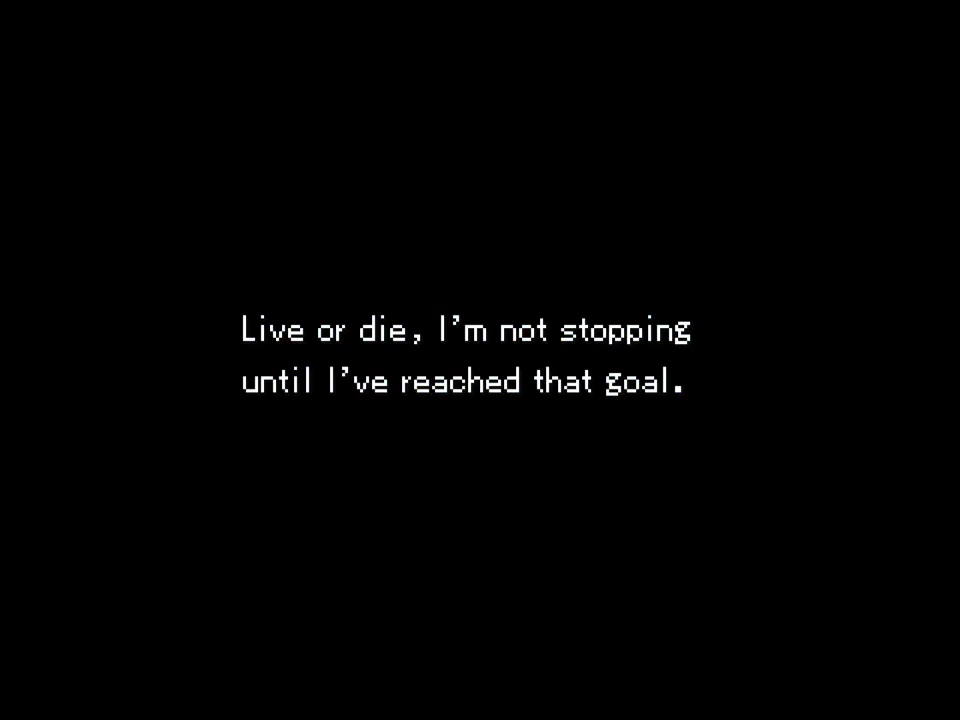 Live or die, I'm not stopping
until I've reached that goal.